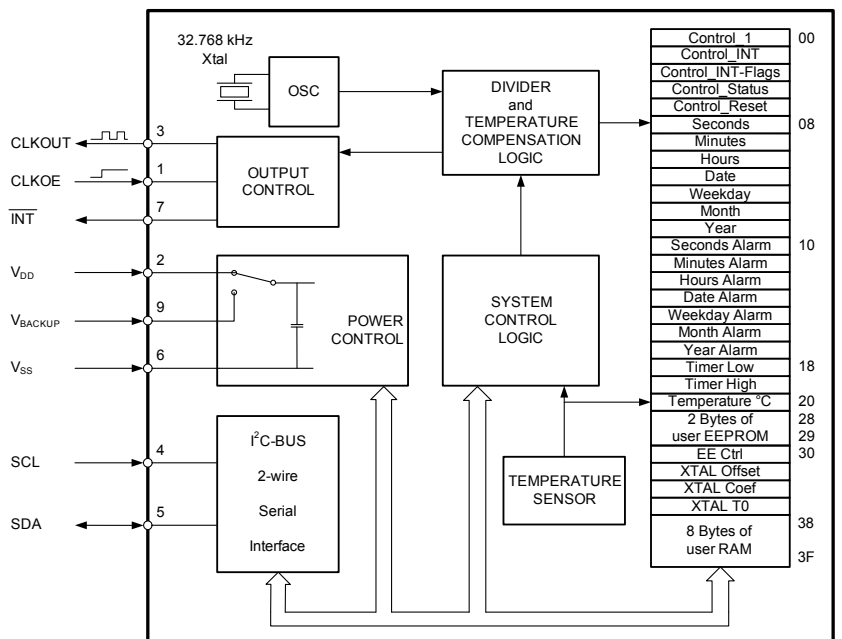 32.768 kHz
Xtal
OSC
DIVIDER
and
TEMPERATURE
COMPENSATION
LOGIC
CLKOUT
3
CLKOE
1
INT
7
OUTPUT
CONTROL
V_DD
2
V_BACKUP
9
V_SS
6
POWER
CONTROL
SYSTEM
CONTROL
LOGIC
SCL
4
SDA
5
I²C-BUS
2-wire
Serial
Interface
TEMPERATURE
SENSOR
Control_1 00
Control_INT
Control_INT-Flags
Control_Status
Control_Reset
Seconds 08
Minutes
Hours
Date
Weekday
Month
Year
Seconds Alarm 10
Minutes Alarm
Hours Alarm
Date Alarm
Weekday Alarm
Month Alarm
Year Alarm
Timer Low 18
Timer High
Temperature °C 20
2 Bytes of 28
user EEPROM 29
EE Ctrl 30
XTAL Offset
XTAL Coef
XTAL T0
8 Bytes of 38
user RAM 3F